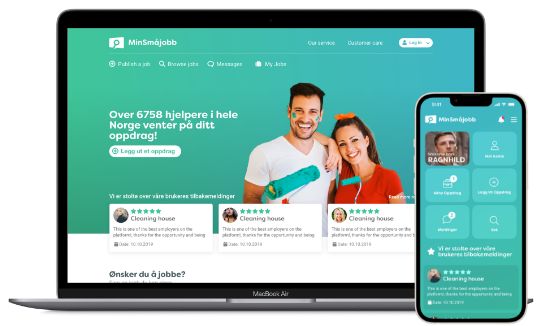 MinSmåjobb
Our service
Customer care
Log in
Publish a job
Browse jobs
Messages
My Jobs
Over 6758 hjelpere i hele
Norge venter på ditt
oppdrag!
Legg ut et oppdrag
Vi er stolte over våre brukeres tilbakemeldinger
Read more
Cleaning house
This is one of the best employers on the
platform, thanks for the opportunity and being
Date: 10.10.2019
Cleaning house
This is one of the best employers on the
platform, thanks for the opportunity and being
Date: 10.10.2019
Cleaning house
This is one of the best employers on the
platform, thanks for the opportunity and being
Date: 10.10.2019
Ønsker du å jobbe?
MacBook Air
MinSmåjobb
RAGNHILD
Min konto
Mine Oppdrag
Legg til Oppdrag
Meldinger
Søk
Vi er stolte over våre
brukeres tilbakemeldinger
Cleaning house
This is one of the best employers on the
platform, thanks for the opportunity and being
Date: 10.10.2019